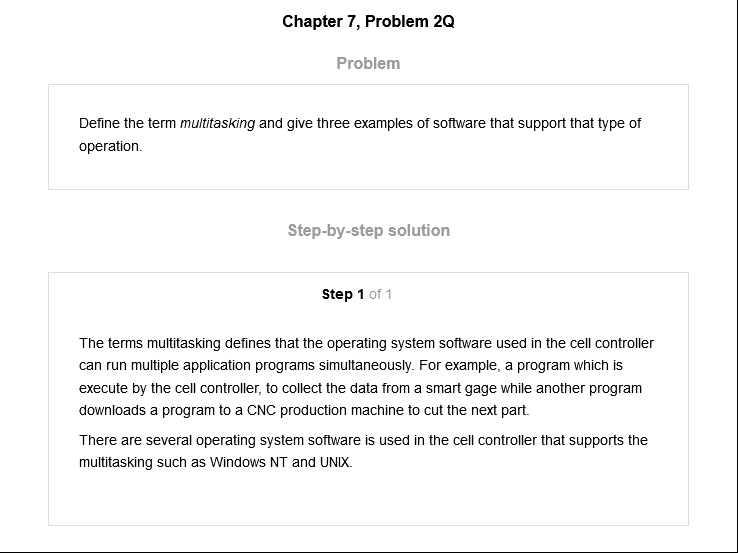 Chapter 7, Problem 2Q
Problem
Define the term multitasking and give three examples of software that support that type of
operation.
Step-by-step solution
Step 1 of 1
The terms multitasking defines that the operating system software used in the cell controller
can run multiple application programs simultaneously. For example, a program which is
execute by the cell controller, to collect the data from a smart gage while another program
downloads a program to a CNC production machine to cut the next part.
There are several operating system software is used in the cell controller that supports the
multitasking such as Windows NT and UNIX.